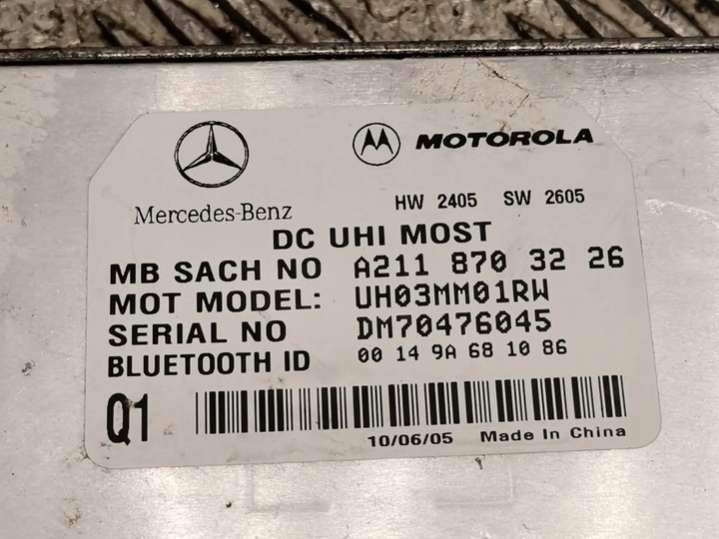 MOTOROLA
Mercedes-Benz
HW 2405 SW 2605
DC UHI MOST
MB SACH NO A211 870 32 26
MOT MODEL: UH03MM01RW
SERIAL NO DM70476045
BLUETOOTH ID 00 14 9A 68 10 86
Q1
10/06/05 Made In China